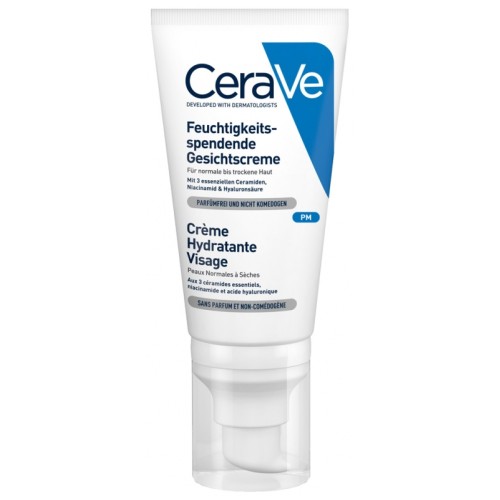 CeraVe
DEVELOPED WITH DERMATOLOGISTS
Feuchtigkeits-
spendende
Gesichtscreme
Für normale bis trockene Haut
Mit 3 essenziellen Ceramiden,
Niacinamid & Hyaluronsäure
PARFÜMFREI UND NICHT KOMEDOGEN
PM
Crème
Hydratante
Visage
Peaux Normales à Sèches
Aux 3 céramides essentiels,
niacinamide et acide hyaluronique
SANS PARFUM ET NON-COMÉDOGÈNE